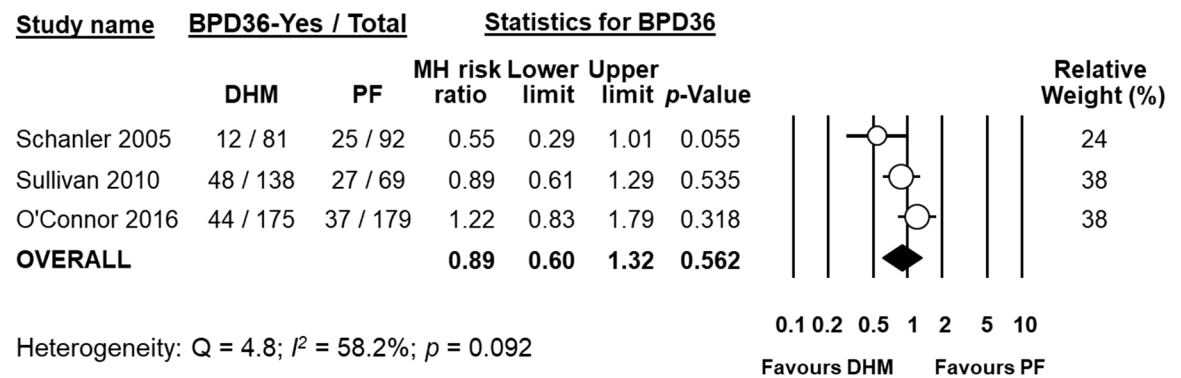 Study name BPD36-Yes / Total Statistics for BPD36
MH risk Lower Upper Relative
DHM PF ratio limit limit p-Value Weight (%)
Schanler 2005 12 / 81 25 / 92 0.55 0.29 1.01 0.055 24
Sullivan 2010 48 / 138 27 / 69 0.89 0.61 1.29 0.535 38
O'Connor 2016 44 / 175 37 / 179 1.22 0.83 1.79 0.318 38
OVERALL 0.89 0.60 1.32 0.562
0.1 0.2 0.5 1 2 5 10
Heterogeneity: Q = 4.8; I² = 58.2%; p = 0.092
Favours DHM Favours PF